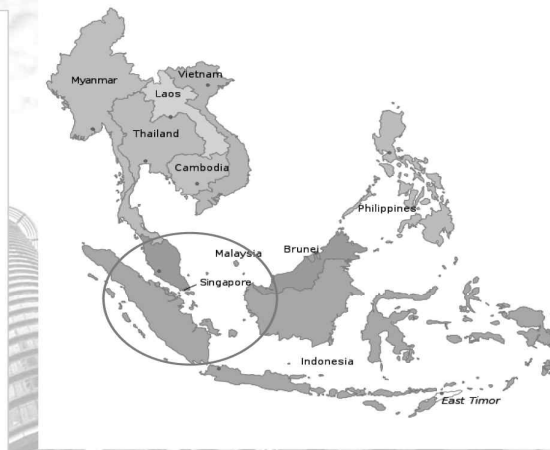 Myanmar
Vietnam
Laos
Thailand
Cambodia
Philippines
Malaysia
Brunei
Singapore
Indonesia
East Timor